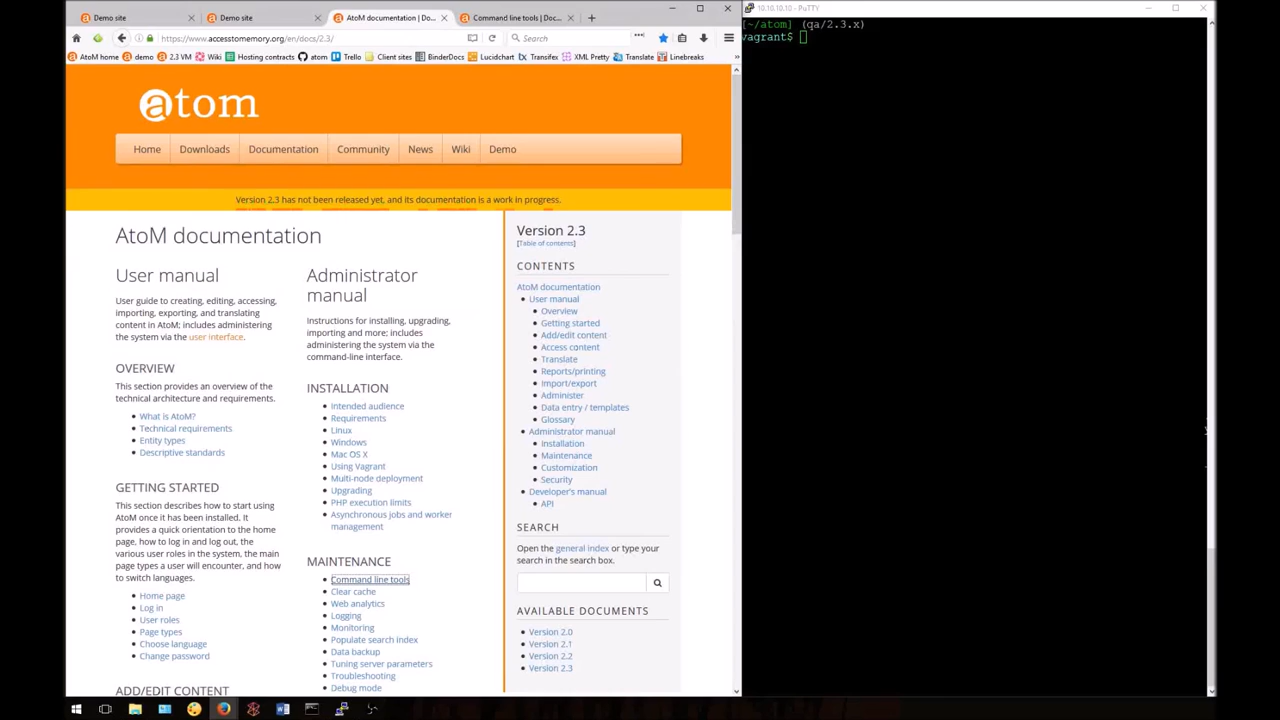 Demo site
Demo site
AtoM documentation | Do...
Command line tools | Doc...
10.10.10.10 - PuTTY
https://www.accesstomemory.org/en/docs/2.3/
Search
AtoM home
demo
2.3 VM
Wiki
Hosting contracts
atom
Trello
Client sites
BinderDocs
Lucidchart
Transifex
XML Pretty
Translate
Linebreaks
[~/atom] (qa/2.3.x)
vagrant$
atom
Home
Downloads
Documentation
Community
News
Wiki
Demo
Version 2.3 has not been released yet, and its documentation is a work in progress.
AtoM documentation
User manual
User guide to creating, editing, accessing,
importing, exporting, and translating
content in AtoM; includes administering
the system via the user interface.
OVERVIEW
This section provides an overview of the
technical architecture and requirements.
What is AtoM?
Technical requirements
Entity types
Descriptive standards
GETTING STARTED
This section describes how to start using
AtoM once it has been installed. It
provides a quick orientation to the home
page, how to log in and log out, the
various user roles in the system, the main
page types a user will encounter, and how
to switch languages.
Home page
Log in
User roles
Page types
Choose language
Change password
ADD/EDIT CONTENT
Administrator
manual
Instructions for installing, upgrading,
importing and more; includes
administering the system via the
command-line interface.
INSTALLATION
Intended audience
Requirements
Linux
Windows
Mac OS X
Using Vagrant
Multi-node deployment
Upgrading
PHP execution limits
Asynchronous jobs and worker
management
MAINTENANCE
Command line tools
Clear cache
Web analytics
Logging
Monitoring
Populate search index
Data backup
Tuning server parameters
Troubleshooting
Debug mode
Version 2.3
[Table of contents]
CONTENTS
AtoM documentation
User manual
Overview
Getting started
Add/edit content
Access content
Translate
Reports/printing
Import/export
Administer
Data entry / templates
Glossary
Administrator manual
Installation
Maintenance
Customization
Security
Developer's manual
API
SEARCH
Open the general index or type your
search in the search box.
AVAILABLE DOCUMENTS
Version 2.0
Version 2.1
Version 2.2
Version 2.3